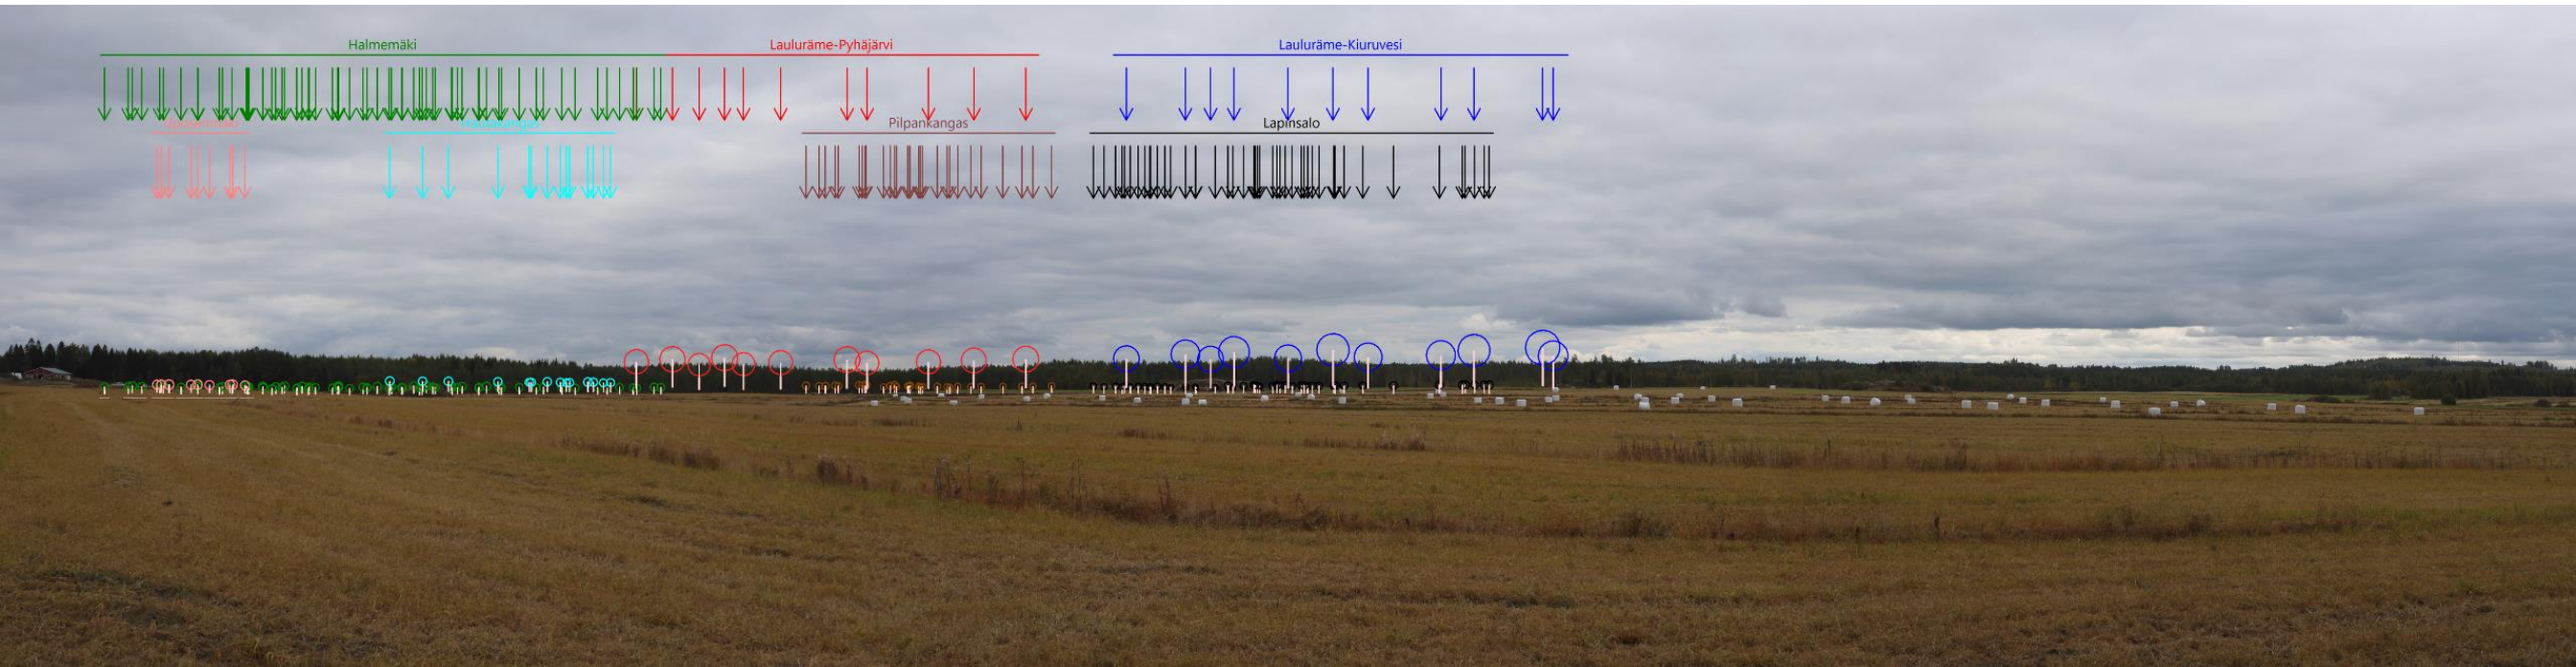 Halmemäki
Lauluräme-Pyhäjärvi
Lauluräme-Kiuruvesi
Pilpankangas
Lapinsalo